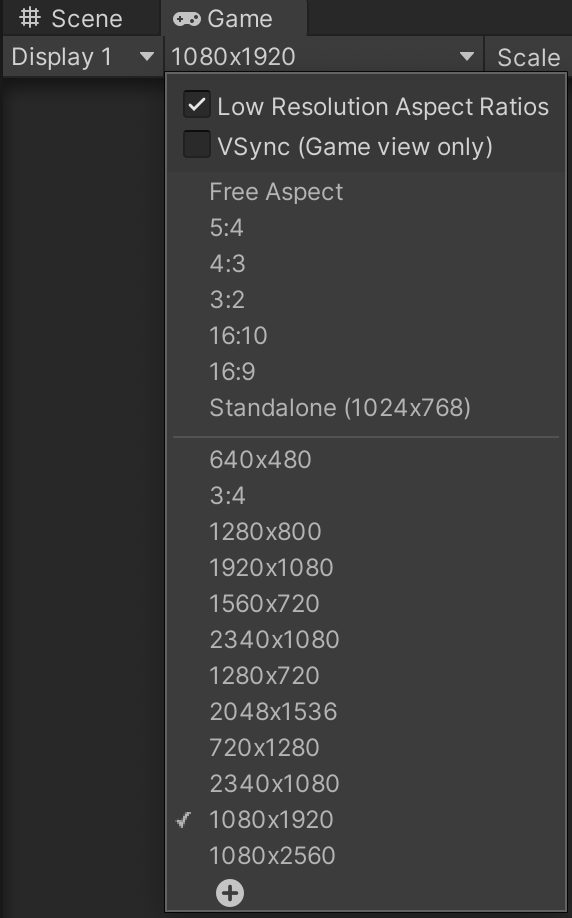 Scene Game
Display 1 1080x1920 Scale
Low Resolution Aspect Ratios
VSync (Game view only)
Free Aspect
5:4
4:3
3:2
16:10
16:9
Standalone (1024x768)
640x480
3:4
1280x800
1920x1080
1560x720
2340x1080
1280x720
2048x1536
720x1280
2340x1080
1080x1920
1080x2560